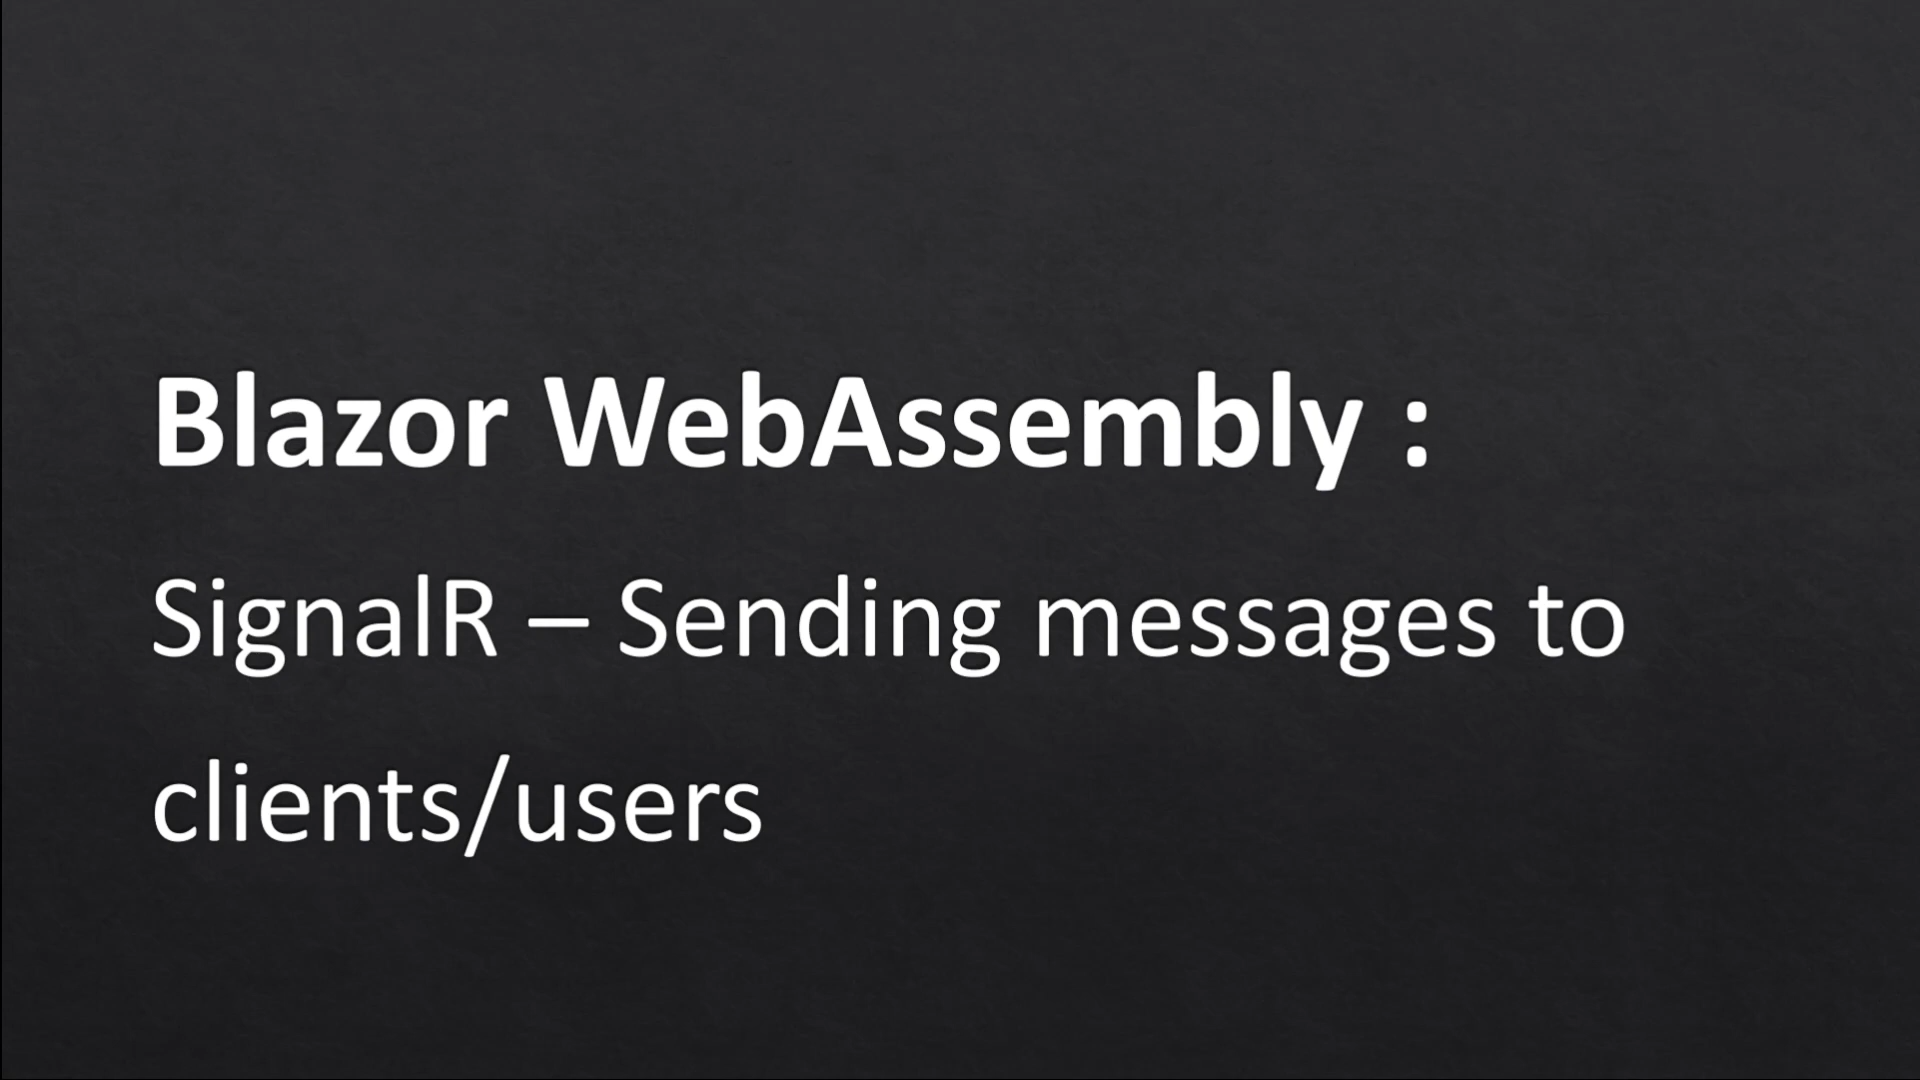 Blazor WebAssembly :
SignalR – Sending messages to
clients/users